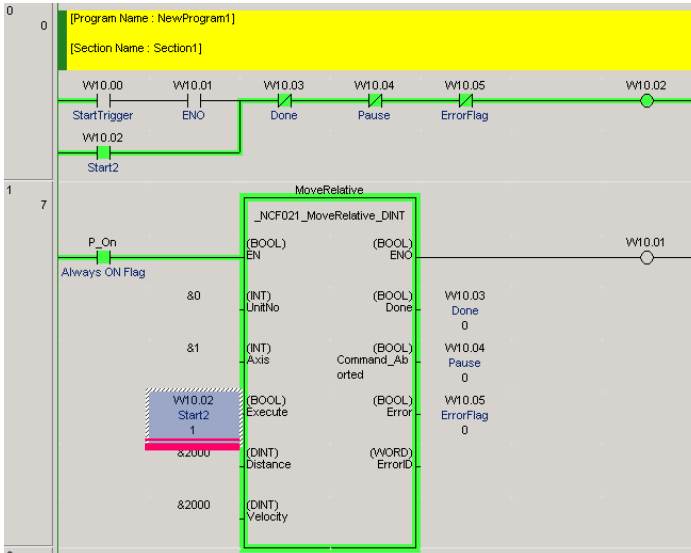 0
0
[Program Name : NewProgram1]
[Section Name : Section1]
W10.00 W10.01 W10.03 W10.04 W10.05 W10.02
StartTrigger ENO Done Pause ErrorFlag
W10.02
Start2
1
7
MoveRelative
_NCF021_MoveRelative_DINT
P_On (BOOL) (BOOL) W10.01
EN ENO
Always ON Flag
&0 (INT) (BOOL) W10.03
UnitNo Done Done
0
&1 (INT) (BOOL) W10.04
Axis Command_Ab Pause
orted 0
W10.02 (BOOL) (BOOL) W10.05
Start2 Execute Error ErrorFlag
1 0
&2000 (DINT) (WORD)
Distance ErrorID
&2000 (DINT)
Velocity